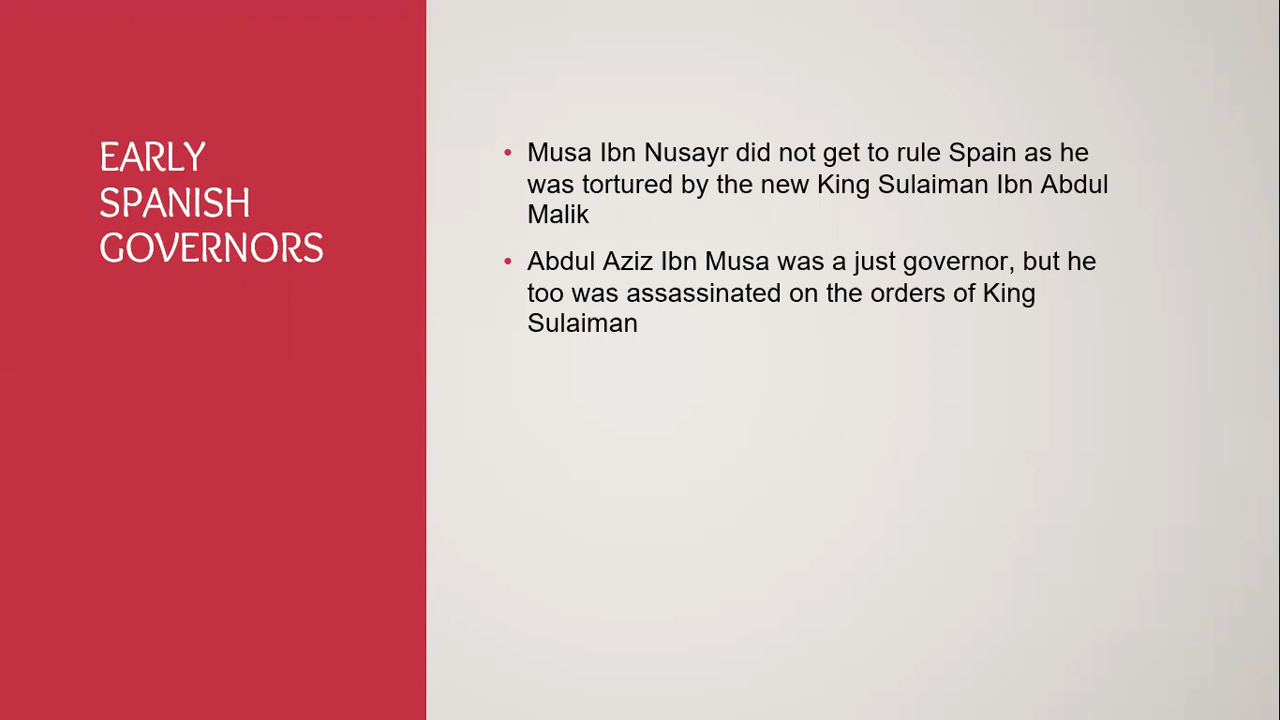 EARLY
SPANISH
GOVERNORS
• Musa Ibn Nusayr did not get to rule Spain as he
was tortured by the new King Sulaiman Ibn Abdul
Malik
• Abdul Aziz Ibn Musa was a just governor, but he
too was assassinated on the orders of King
Sulaiman